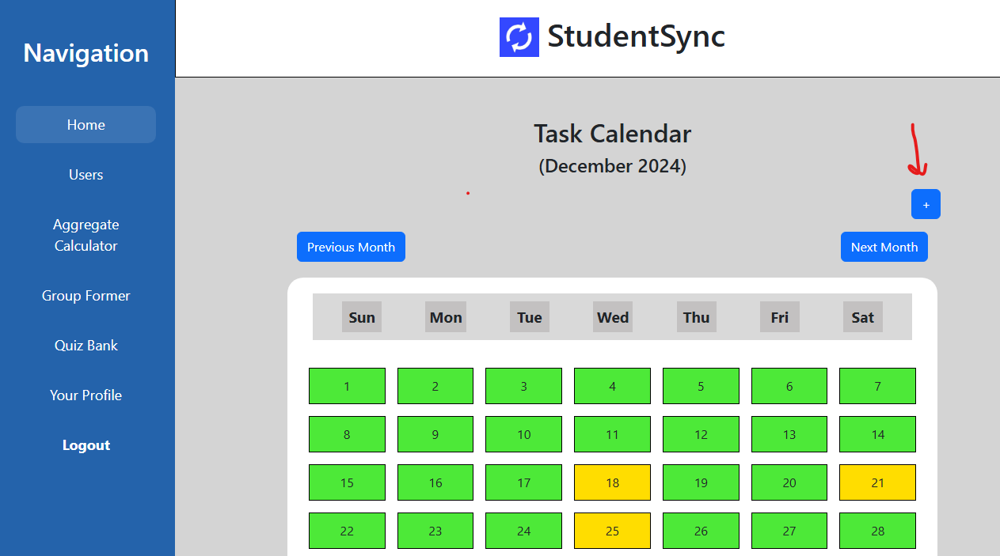 Navigation
Home
Users
Aggregate
Calculator
Group Former
Quiz Bank
Your Profile
Logout
StudentSync
Task Calendar
(December 2024)
+
Previous Month
Next Month
Sun Mon Tue Wed Thu Fri Sat
1 2 3 4 5 6 7
8 9 10 11 12 13 14
15 16 17 18 19 20 21
22 23 24 25 26 27 28